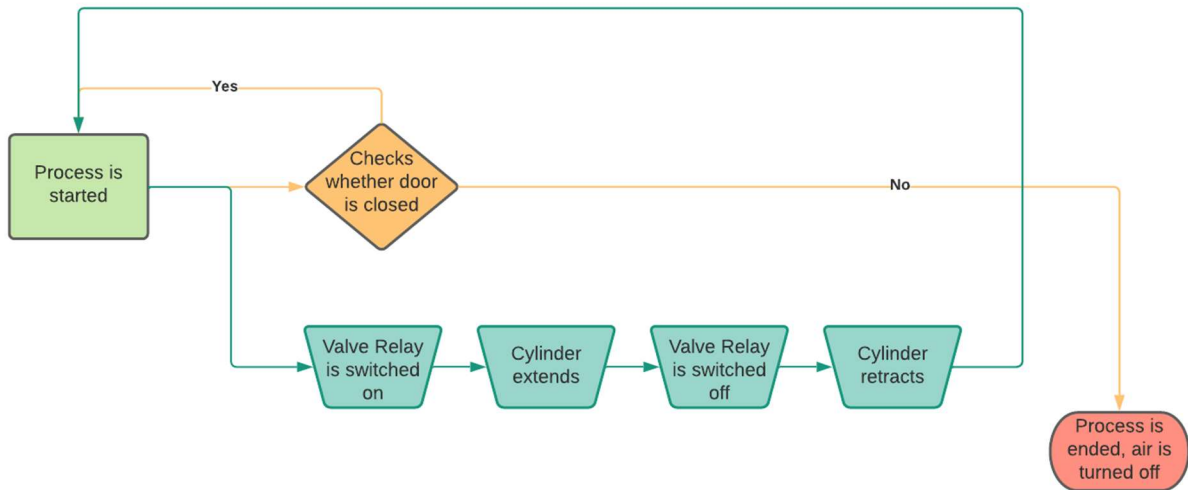 Yes
Process is
started
Checks
whether door
is closed
No
Valve Relay
is switched
on
Cylinder
extends
Valve Relay
is switched
off
Cylinder
retracts
Process is
ended, air is
turned off